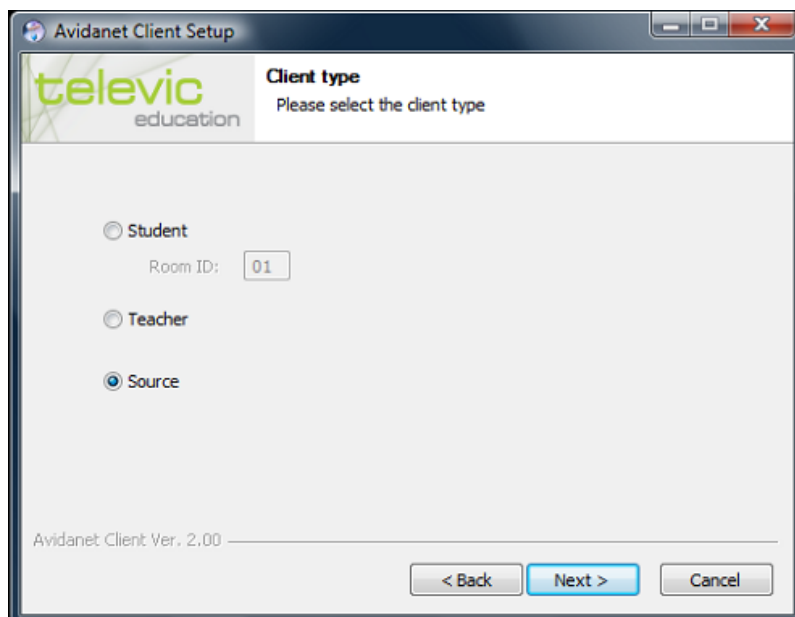 Avidanet Client Setup
televic
education
Client type
Please select the client type
Student
Room ID: 01
Teacher
Source
Avidanet Client Ver. 2.00
< Back Next > Cancel